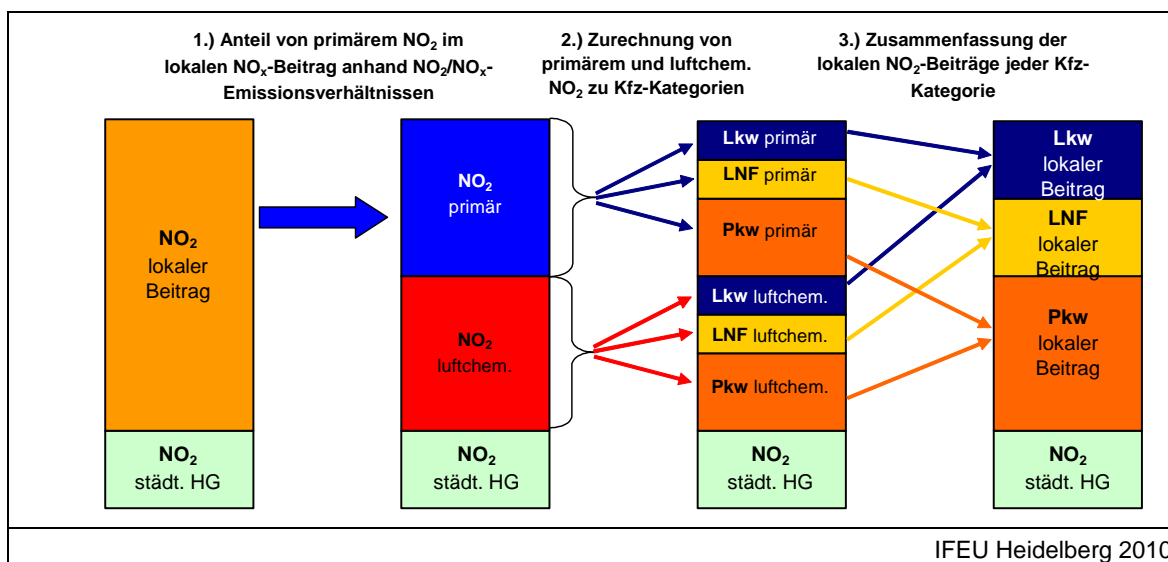 1.) Anteil von primärem NO₂ im
lokalen NOₓ-Beitrag anhand NO₂/NOₓ-
Emissionsverhältnissen
2.) Zurechnung von
primärem und luftchem.
NO₂ zu Kfz-Kategorien
3.) Zusammenfassung der
lokalen NO₂-Beiträge jeder Kfz-
Kategorie
NO₂
lokaler
Beitrag
NO₂
städt. HG
NO₂
primär
NO₂
luftchem.
NO₂
städt. HG
Lkw primär
LNF primär
Pkw primär
Lkw luftchem.
LNF luftchem.
Pkw luftchem.
NO₂
städt. HG
Lkw
lokaler
Beitrag
LNF
lokaler
Beitrag
Pkw
lokaler
Beitrag
NO₂
städt. HG
IFEU Heidelberg 2010